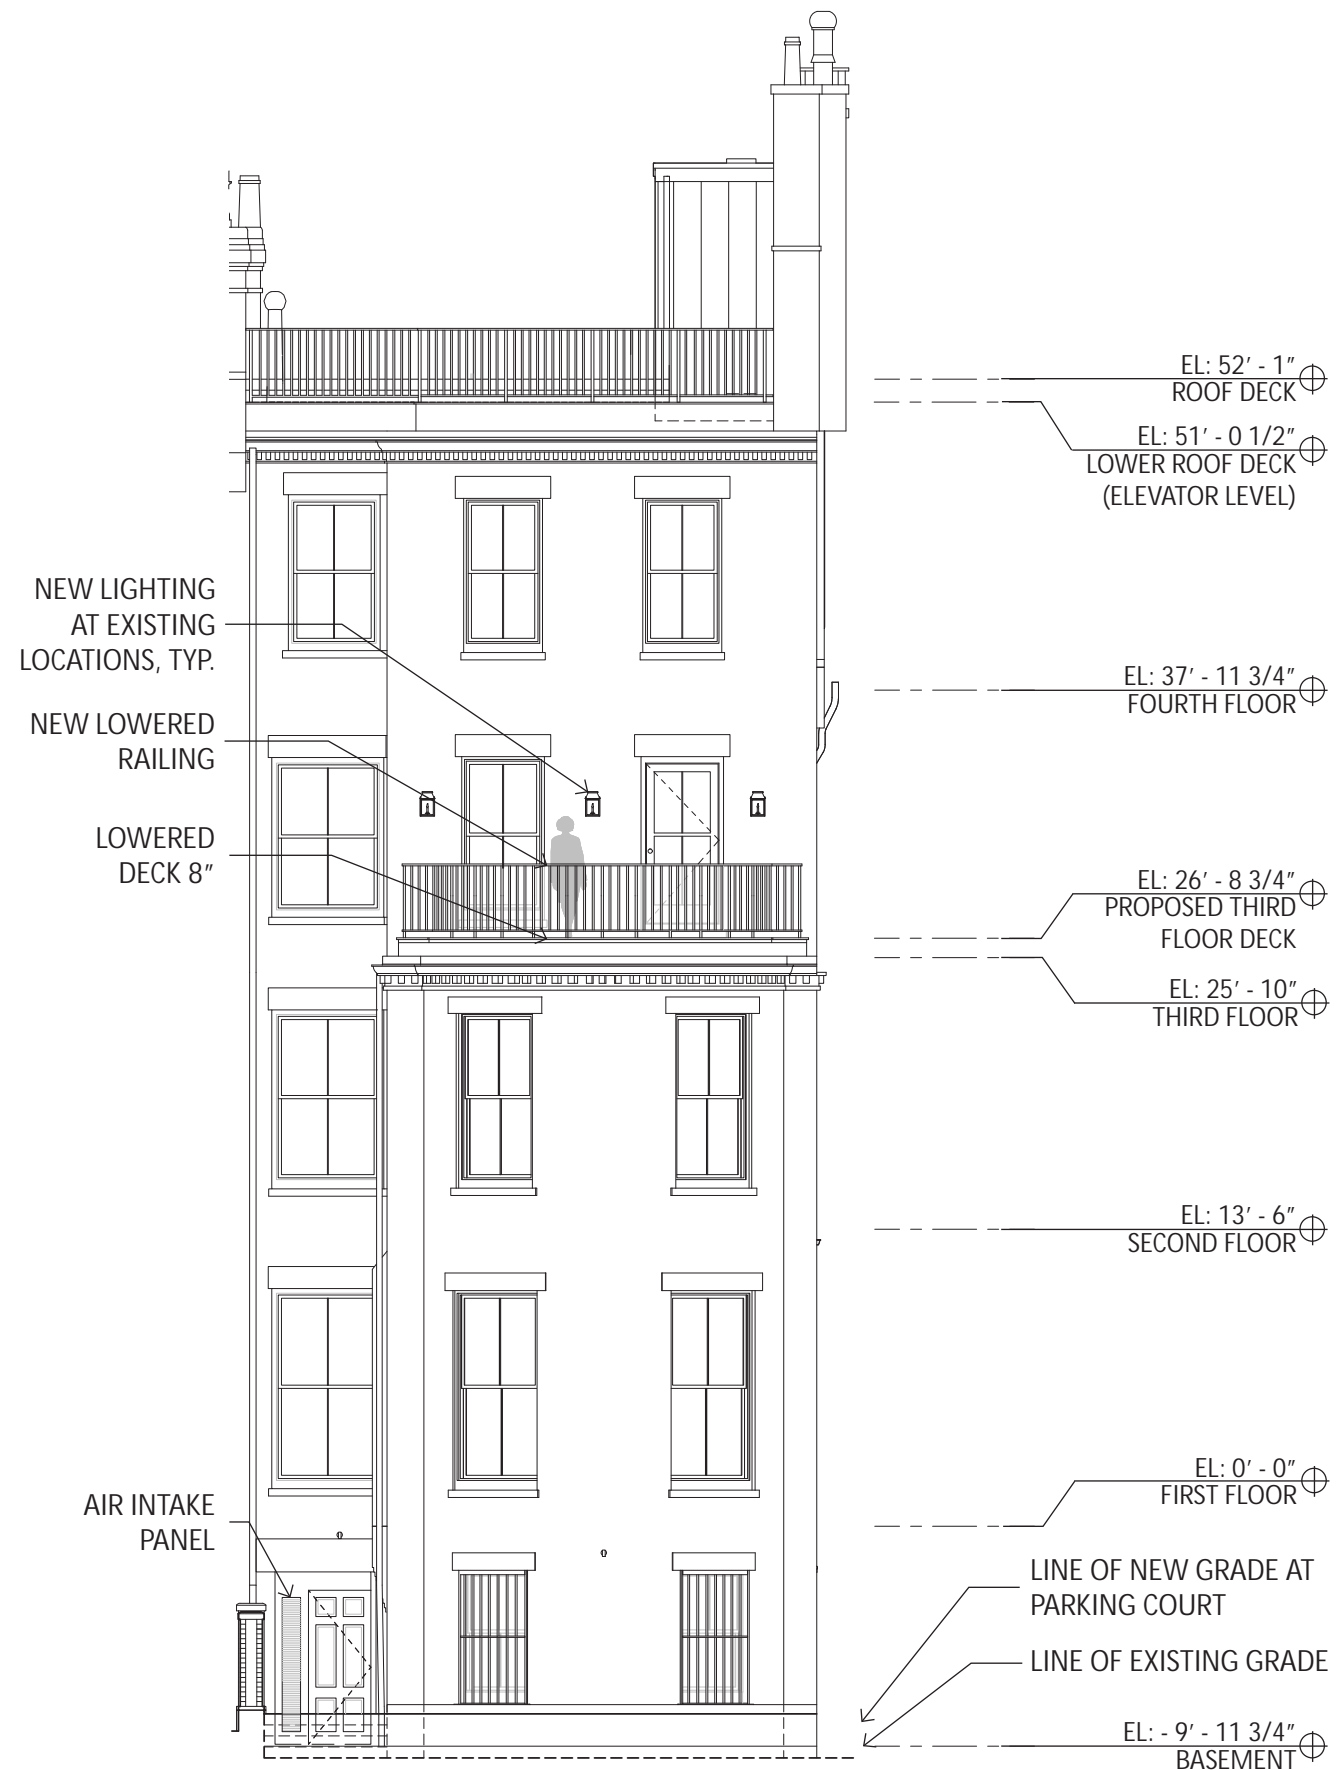 EL: 52' - 1"
ROOF DECK
EL: 51' - 0 1/2"
LOWER ROOF DECK
(ELEVATOR LEVEL)
NEW LIGHTING
AT EXISTING
LOCATIONS, TYP.
EL: 37' - 11 3/4"
FOURTH FLOOR
NEW LOWERED
RAILING
LOWERED
DECK 8"
EL: 26' - 8 3/4"
PROPOSED THIRD
FLOOR DECK
EL: 25' - 10"
THIRD FLOOR
EL: 13' - 6"
SECOND FLOOR
EL: 0' - 0"
FIRST FLOOR
AIR INTAKE
PANEL
LINE OF NEW GRADE AT
PARKING COURT
LINE OF EXISTING GRADE
EL: - 9' - 11 3/4"
BASEMENT